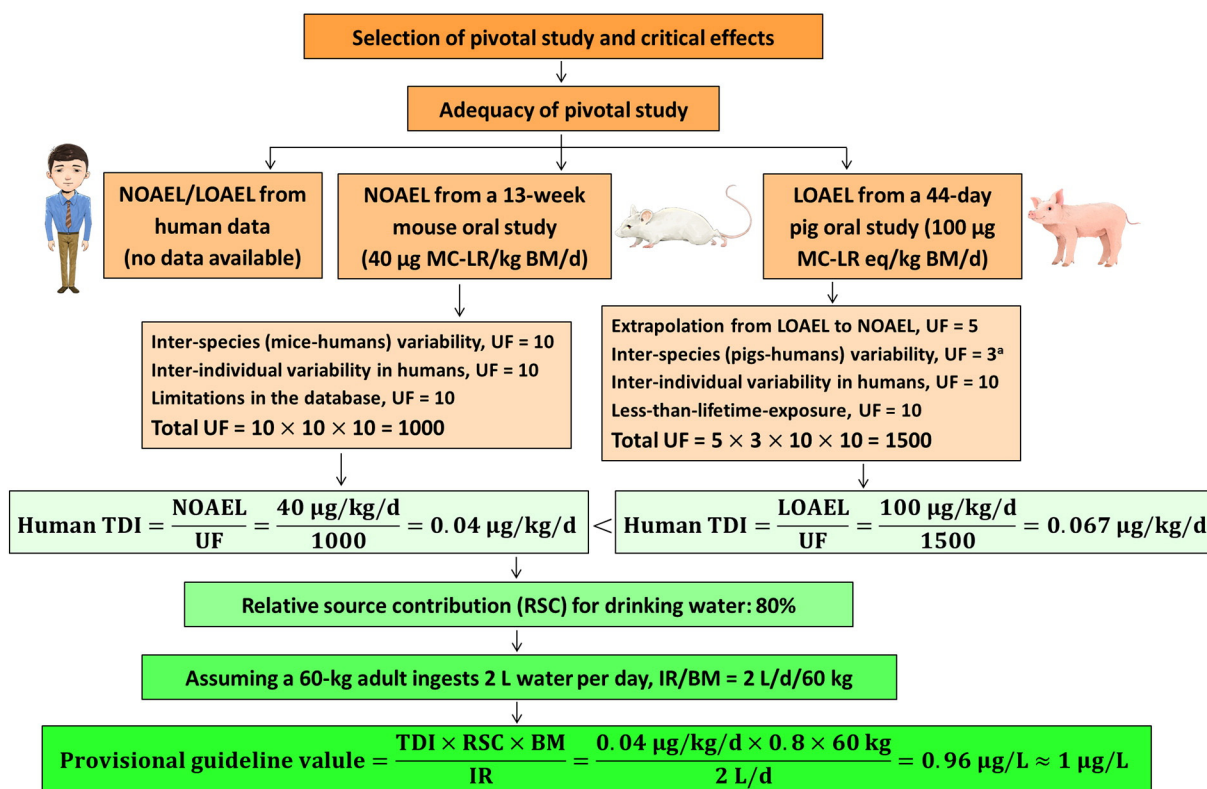 Selection of pivotal study and critical effects
Adequacy of pivotal study
NOAEL/LOAEL from
human data
(no data available)
NOAEL from a 13-week
mouse oral study
(40 µg MC-LR/kg BM/d)
LOAEL from a 44-day
pig oral study (100 µg
MC-LR eq/kg BM/d)
Inter-species (mice-humans) variability, UF = 10
Inter-individual variability in humans, UF = 10
Limitations in the database, UF = 10
Total UF = 10 × 10 × 10 = 1000
Extrapolation from LOAEL to NOAEL, UF = 5
Inter-species (pigs-humans) variability, UF = 3ᵃ
Inter-individual variability in humans, UF = 10
Less-than-lifetime-exposure, UF = 10
Total UF = 5 × 3 × 10 × 10 = 1500
Human TDI = NOAEL/UF = 40 µg/kg/d/1000 = 0.04 µg/kg/d
<
Human TDI = LOAEL/UF = 100 µg/kg/d/1500 = 0.067 µg/kg/d
Relative source contribution (RSC) for drinking water: 80%
Assuming a 60-kg adult ingests 2 L water per day, IR/BM = 2 L/d/60 kg
Provisional guideline valule = TDI × RSC × BM/IR = 0.04 µg/kg/d × 0.8 × 60 kg/2 L/d = 0.96 µg/L ≈ 1 µg/L